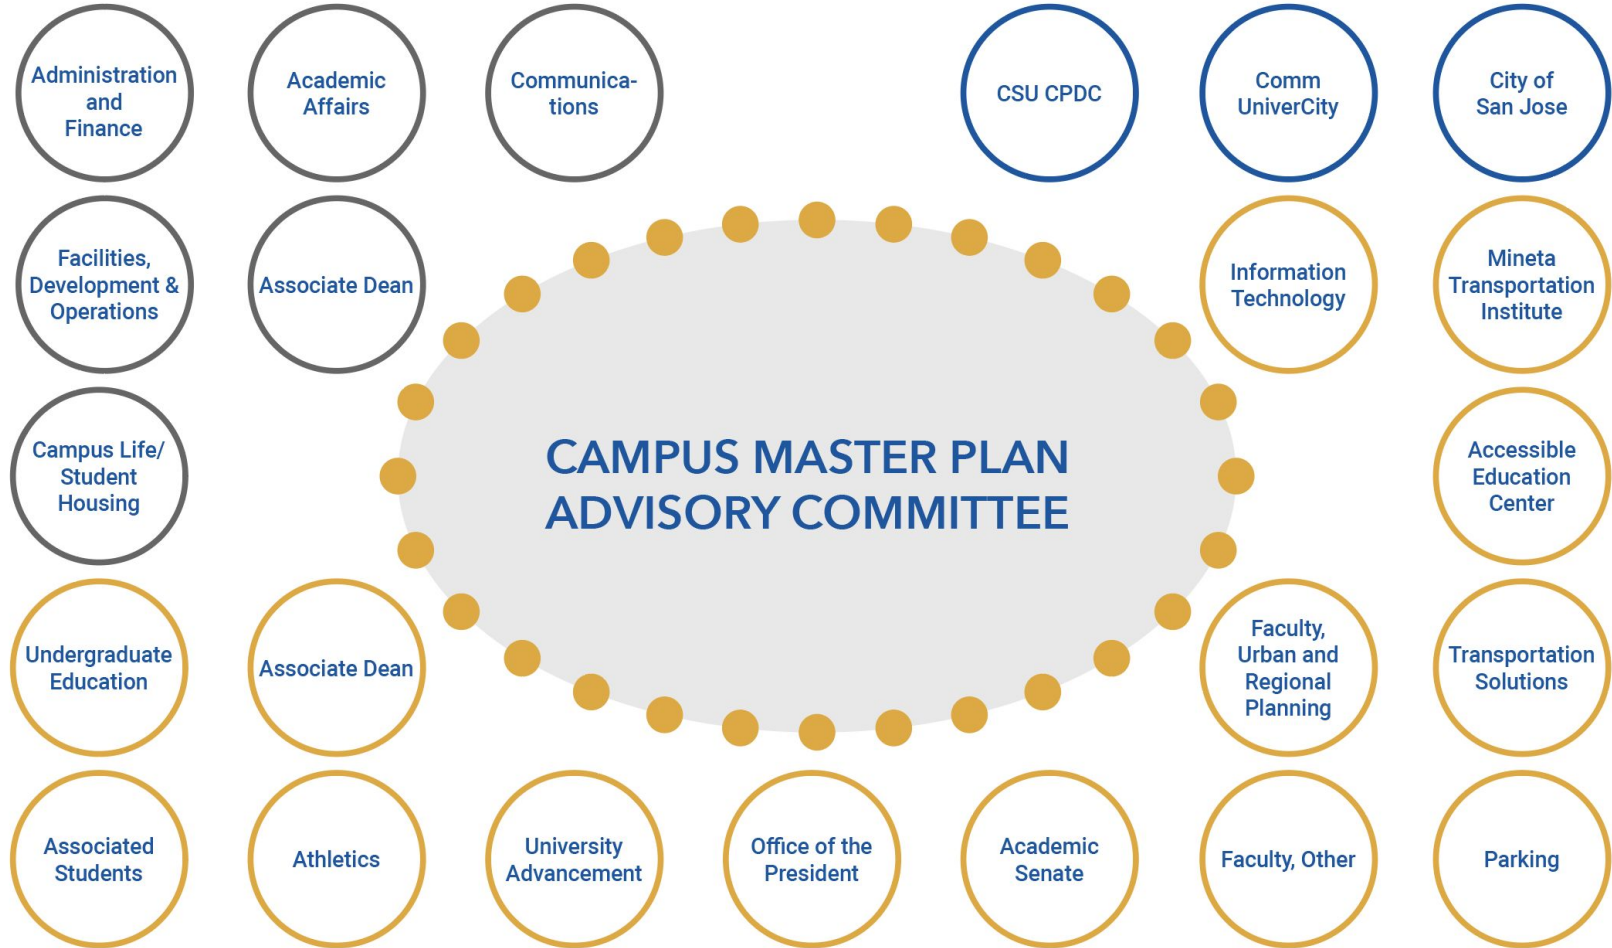 Administration
and
Finance
Academic
Affairs
Communica-
tions
CSU CPDC
Comm
UniverCity
City of
San Jose
Facilities,
Development &
Operations
Associate Dean
Information
Technology
Mineta
Transportation
Institute
Campus Life/
Student
Housing
CAMPUS MASTER PLAN
ADVISORY COMMITTEE
Accessible
Education
Center
Undergraduate
Education
Associate Dean
Faculty,
Urban and
Regional
Planning
Transportation
Solutions
Associated
Students
Athletics
University
Advancement
Office of the
President
Academic
Senate
Faculty, Other
Parking